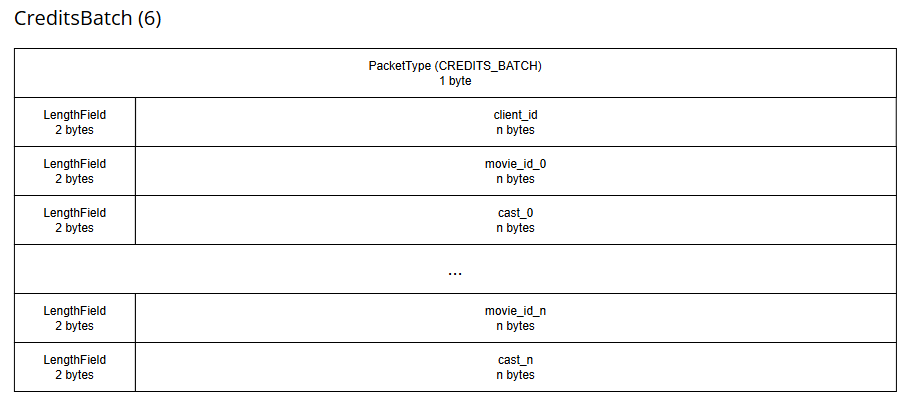 CreditsBatch (6)
PacketType (CREDITS_BATCH)
1 byte
LengthField
2 bytes
client_id
n bytes
LengthField
2 bytes
movie_id_0
n bytes
LengthField
2 bytes
cast_0
n bytes
...
LengthField
2 bytes
movie_id_n
n bytes
LengthField
2 bytes
cast_n
n bytes